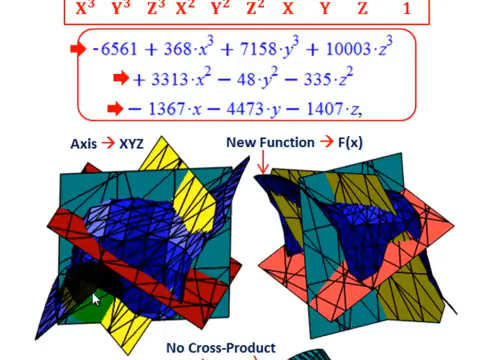 X³ Y³ Z³ X² Y² Z² X Y Z 1
-6561 + 368·x³ + 7158·y³ + 10003·z³
+ 3313·x² − 48·y² − 335·z²
− 1367·x − 4473·y − 1407·z,
Axis → XYZ New Function → F(x)
No Cross-Product